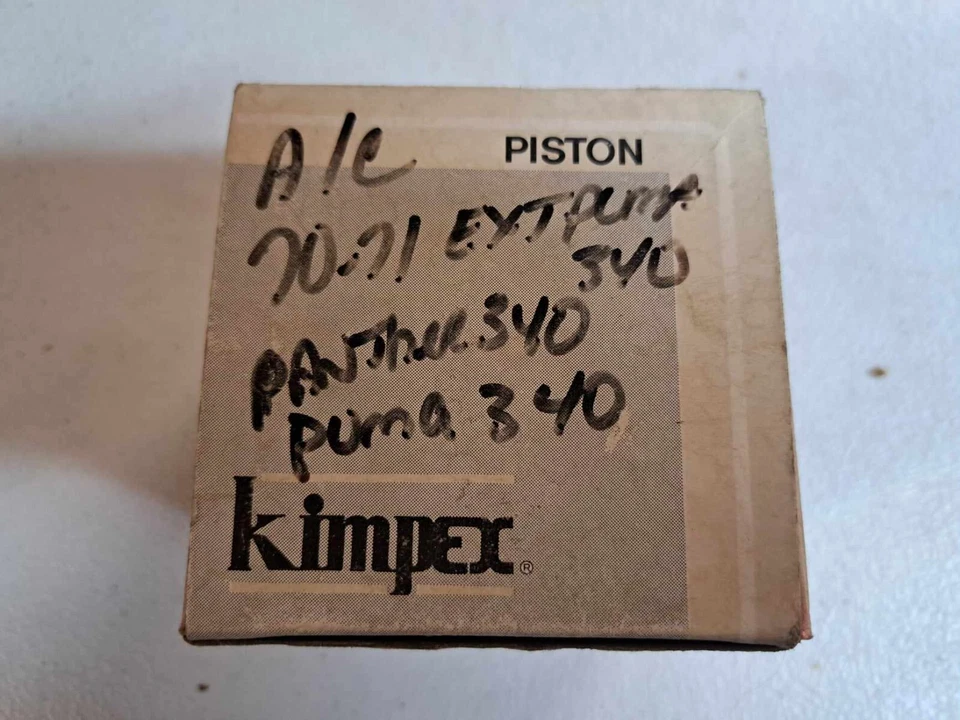 PISTON
A/C
70-71 EXT puma
340
PANTher 340
puma 340
kimpex®